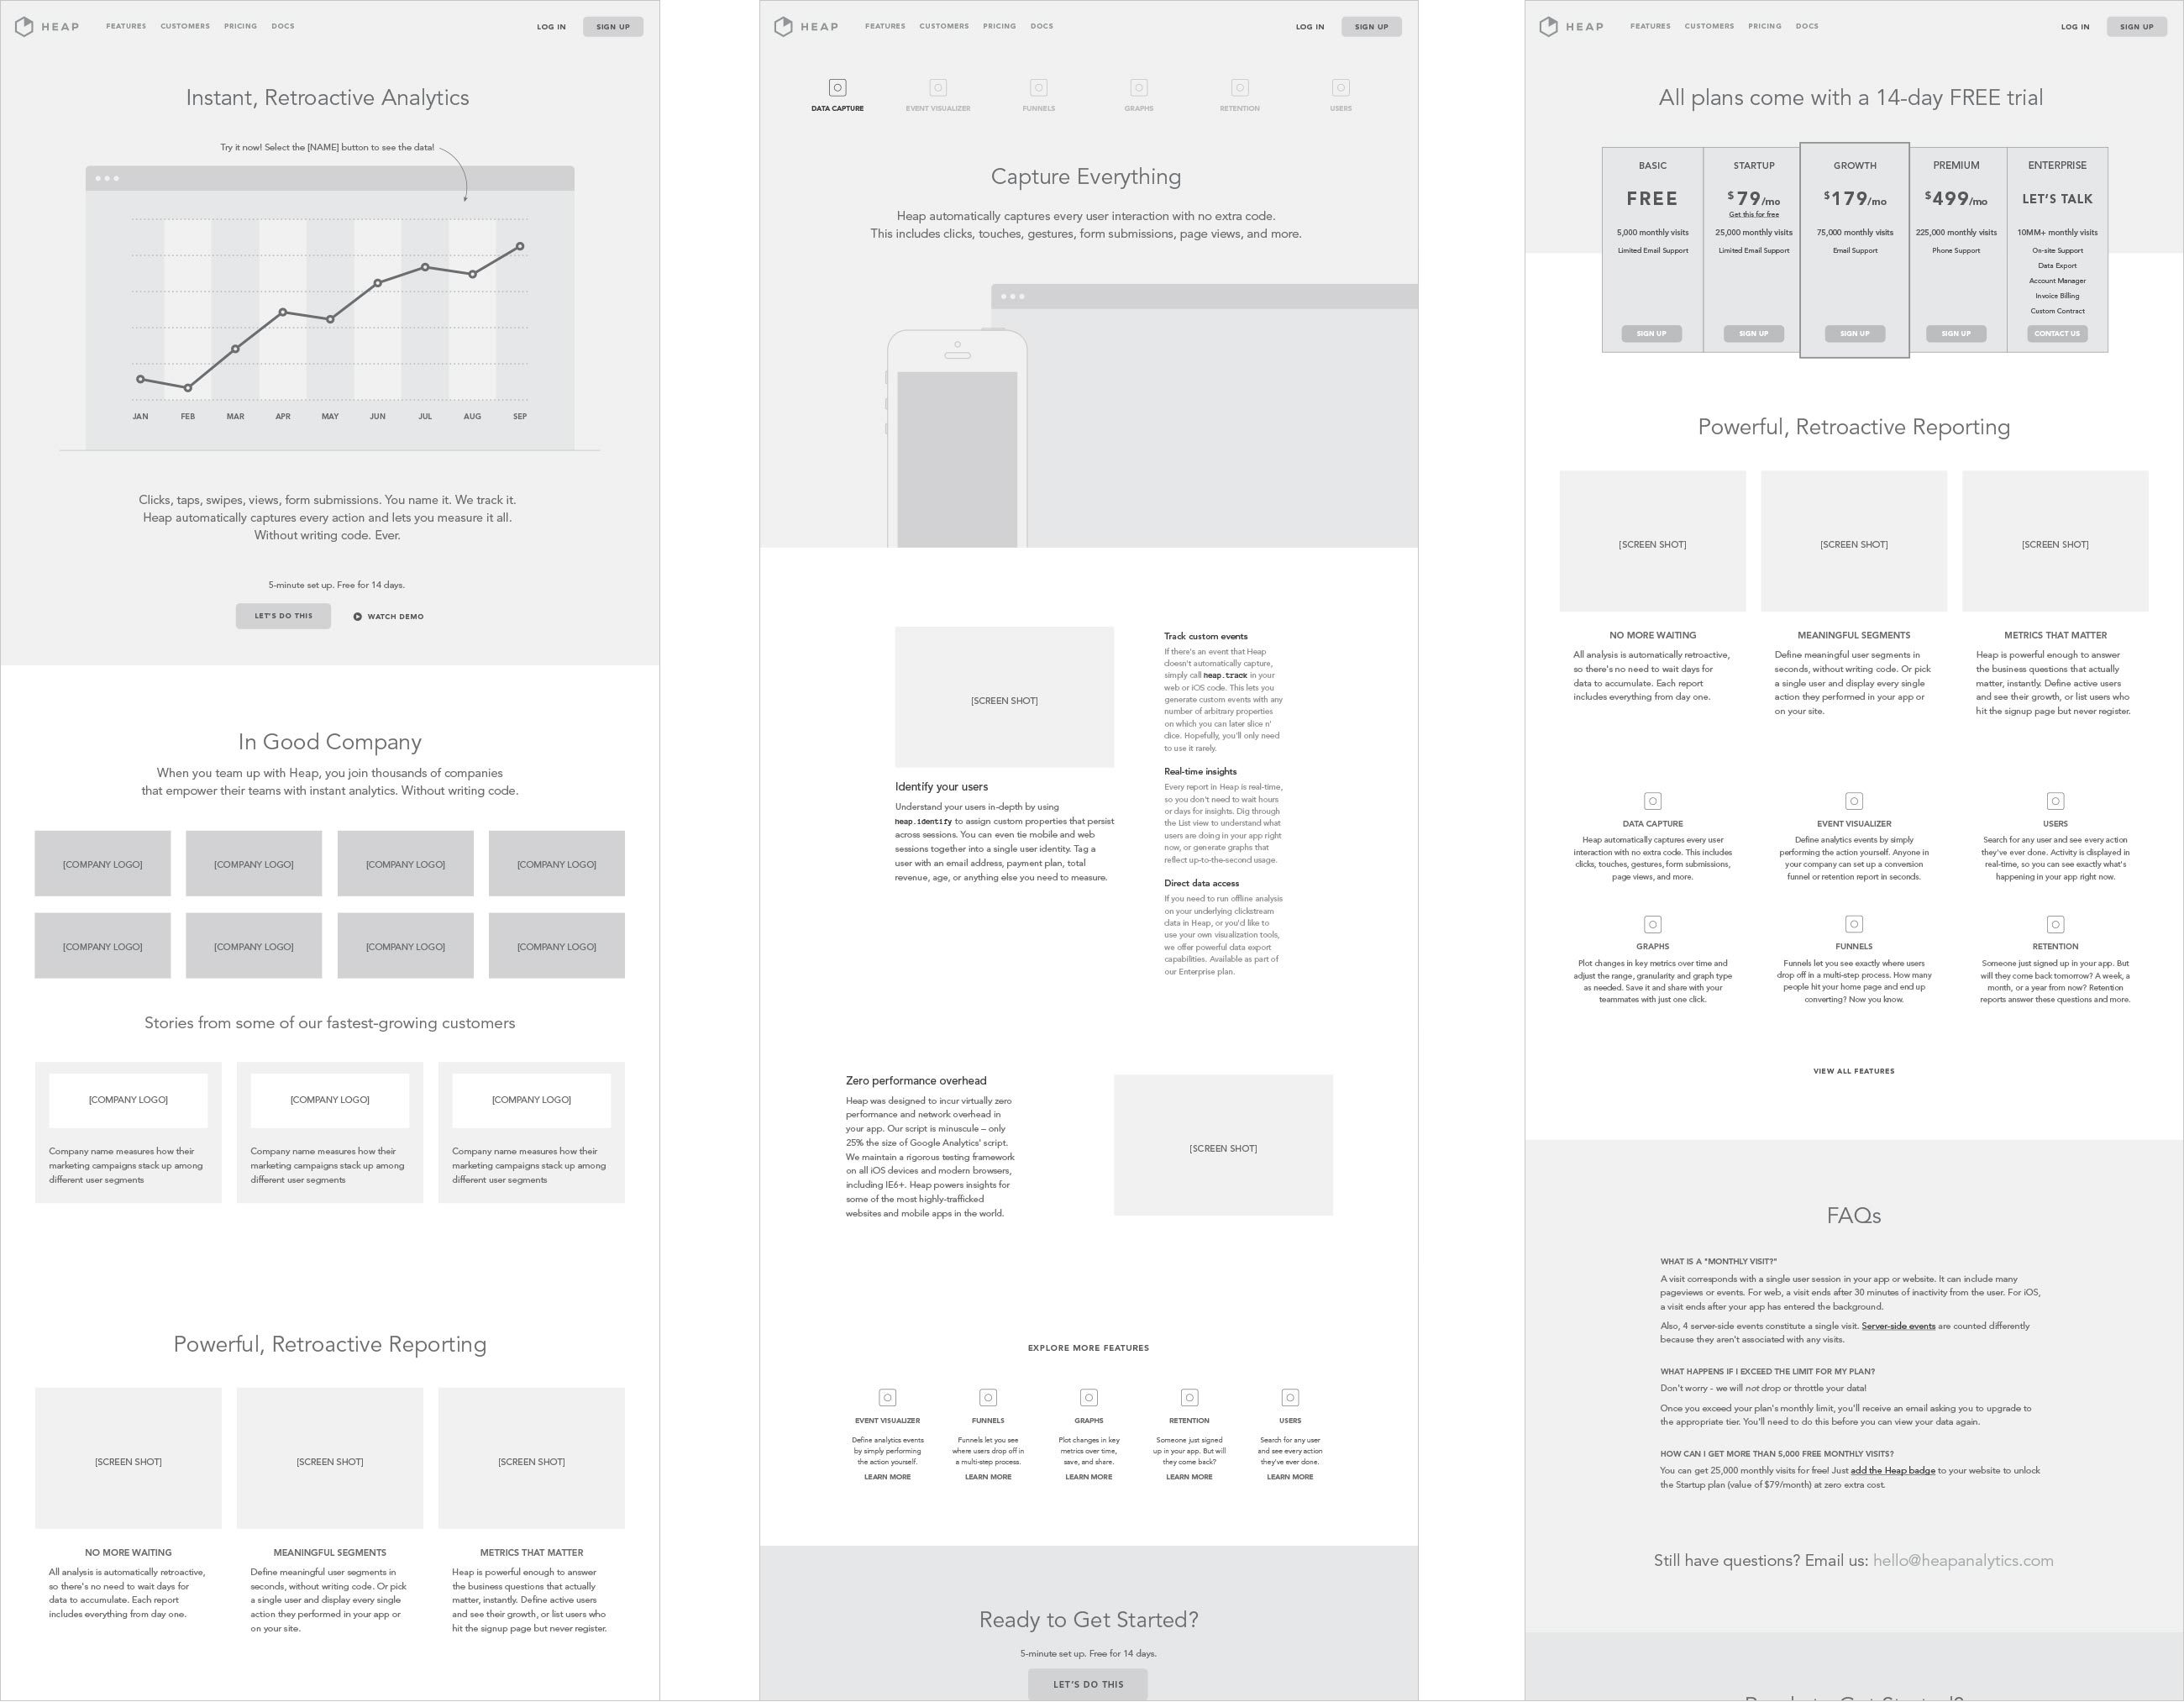 HEAP
FEATURES CUSTOMERS PRICING DOCS
LOG IN
SIGN UP
Instant, Retroactive Analytics
Try it now! Select the [NAME] button to see the data!
JAN FEB MAR APR MAY JUN JUL AUG SEP
Clicks, taps, swipes, views, form submissions. You name it. We track it.
Heap automatically captures every action and lets you measure it all.
Without writing code. Ever.
5-minute set up. Free for 14 days.
LET'S DO THIS
WATCH DEMO
In Good Company
When you team up with Heap, you join thousands of companies
that empower their teams with instant analytics. Without writing code.
[COMPANY LOGO] [COMPANY LOGO] [COMPANY LOGO] [COMPANY LOGO]
[COMPANY LOGO] [COMPANY LOGO] [COMPANY LOGO] [COMPANY LOGO]
Stories from some of our fastest-growing customers
[COMPANY LOGO]
Company name measures how their
marketing campaigns stack up among
different user segments
[COMPANY LOGO]
Company name measures how their
marketing campaigns stack up among
different user segments
[COMPANY LOGO]
Company name measures how their
marketing campaigns stack up among
different user segments
Powerful, Retroactive Reporting
[SCREEN SHOT]
NO MORE WAITING
All analysis is automatically retroactive,
so there's no need to wait days for
data to accumulate. Each report
includes everything from day one.
[SCREEN SHOT]
MEANINGFUL SEGMENTS
Define meaningful user segments in
seconds, without writing code. Or pick
a single user and display every single
action they performed in your app or
on your site.
[SCREEN SHOT]
METRICS THAT MATTER
Heap is powerful enough to answer
the business questions that actually
matter, instantly. Define active users
and see their growth, or list users who
hit the signup page but never register.
HEAP
FEATURES CUSTOMERS PRICING DOCS
LOG IN
SIGN UP
DATA CAPTURE
EVENT VISUALIZER
FUNNELS
GRAPHS
RETENTION
USERS
Capture Everything
Heap automatically captures every user interaction with no extra code.
This includes clicks, touches, gestures, form submissions, page views, and more.
[SCREEN SHOT]
Identify your users
Understand your users in-depth by using
heap.identify to assign custom properties that persist
across sessions. You can even tie mobile and web
sessions together into a single user identity. Tag a
user with an email address, payment plan, total
revenue, age, or anything else you need to measure.
Track custom events
If there's an event that Heap
doesn't automatically capture,
simply call heap.track in your
web or iOS code. This lets you
generate custom events with any
number of arbitrary properties
on which you can later slice n'
dice. Hopefully, you'll only need
to use it rarely.
Real-time insights
Every report in Heap is real-time,
so you don't need to wait hours
or days for insights. Dig through
the List view to understand what
users are doing in your app right
now, or generate graphs that
reflect up-to-the-second usage.
Direct data access
If you need to run offline analysis
on your underlying clickstream
data in Heap, or you'd like to
use your own visualization tools,
we offer powerful data export
capabilities. Available as part of
our Enterprise plan.
Zero performance overhead
Heap was designed to incur virtually zero
performance and network overhead in
your app. Our script is minuscule – only
25% the size of Google Analytics' script.
We maintain a rigorous testing framework
on all iOS devices and modern browsers,
including IE6+. Heap powers insights for
some of the most highly-trafficked
websites and mobile apps in the world.
[SCREEN SHOT]
EXPLORE MORE FEATURES
EVENT VISUALIZER
Define analytics events
by simply performing
the action yourself.
LEARN MORE
FUNNELS
Funnels let you see
where users drop off in
a multi-step process.
LEARN MORE
GRAPHS
Plot changes in key
metrics over time,
save, and share.
LEARN MORE
RETENTION
Someone just signed
up in your app. But will
they come back?
LEARN MORE
USERS
Search for any user
and see every action
they've ever done.
LEARN MORE
Ready to Get Started?
5-minute set up. Free for 14 days.
LET'S DO THIS
HEAP
FEATURES CUSTOMERS PRICING DOCS
LOG IN
SIGN UP
All plans come with a 14-day FREE trial
BASIC
FREE
5,000 monthly visits
Limited Email Support
SIGN UP
STARTUP
$79/mo
Get this for free
25,000 monthly visits
Limited Email Support
SIGN UP
GROWTH
$179/mo
75,000 monthly visits
Email Support
SIGN UP
PREMIUM
$499/mo
225,000 monthly visits
Phone Support
SIGN UP
ENTERPRISE
LET'S TALK
10MM+ monthly visits
On-site Support
Data Export
Account Manager
Invoice Billing
Custom Contract
CONTACT US
Powerful, Retroactive Reporting
[SCREEN SHOT]
NO MORE WAITING
All analysis is automatically retroactive,
so there's no need to wait days for
data to accumulate. Each report
includes everything from day one.
[SCREEN SHOT]
MEANINGFUL SEGMENTS
Define meaningful user segments in
seconds, without writing code. Or pick
a single user and display every single
action they performed in your app or
on your site.
[SCREEN SHOT]
METRICS THAT MATTER
Heap is powerful enough to answer
the business questions that actually
matter, instantly. Define active users
and see their growth, or list users who
hit the signup page but never register.
DATA CAPTURE
Heap automatically captures every user
interaction with no extra code. This includes
clicks, touches, gestures, form submissions,
page views, and more.
EVENT VISUALIZER
Define analytics events by simply
performing the action yourself. Anyone in
your company can set up a conversion
funnel or retention report in seconds.
USERS
Search for any user and see every action
they've ever done. Activity is displayed in
real-time, so you can see exactly what's
happening in your app right now.
GRAPHS
Plot changes in key metrics over time and
adjust the range, granularity and graph type
as needed. Save it and share with your
teammates with just one click.
FUNNELS
Funnels let you see exactly where users
drop off in a multi-step process. How many
people hit your home page and end up
converting? Now you know.
RETENTION
Someone just signed up in your app. But
will they come back tomorrow? A week, a
month, or a year from now? Retention
reports answer these questions and more.
VIEW ALL FEATURES
FAQs
WHAT IS A "MONTHLY VISIT?"
A visit corresponds with a single user session in your app or website. It can include many
pageviews or events. For web, a visit ends after 30 minutes of inactivity from the user. For iOS,
a visit ends after your app has entered the background.
Also, 4 server-side events constitute a single visit. Server-side events are counted differently
because they aren't associated with any visits.
WHAT HAPPENS IF I EXCEED THE LIMIT FOR MY PLAN?
Don't worry - we will not drop or throttle your data!
Once you exceed your plan's monthly limit, you'll receive an email asking you to upgrade to
the appropriate tier. You'll need to do this before you can view your data again.
HOW CAN I GET MORE THAN 5,000 FREE MONTHLY VISITS?
You can get 25,000 monthly visits for free! Just add the Heap badge to your website to unlock
the Startup plan (value of $79/month) at zero extra cost.
Still have questions? Email us: hello@heapanalytics.com
Ready to Get Started?